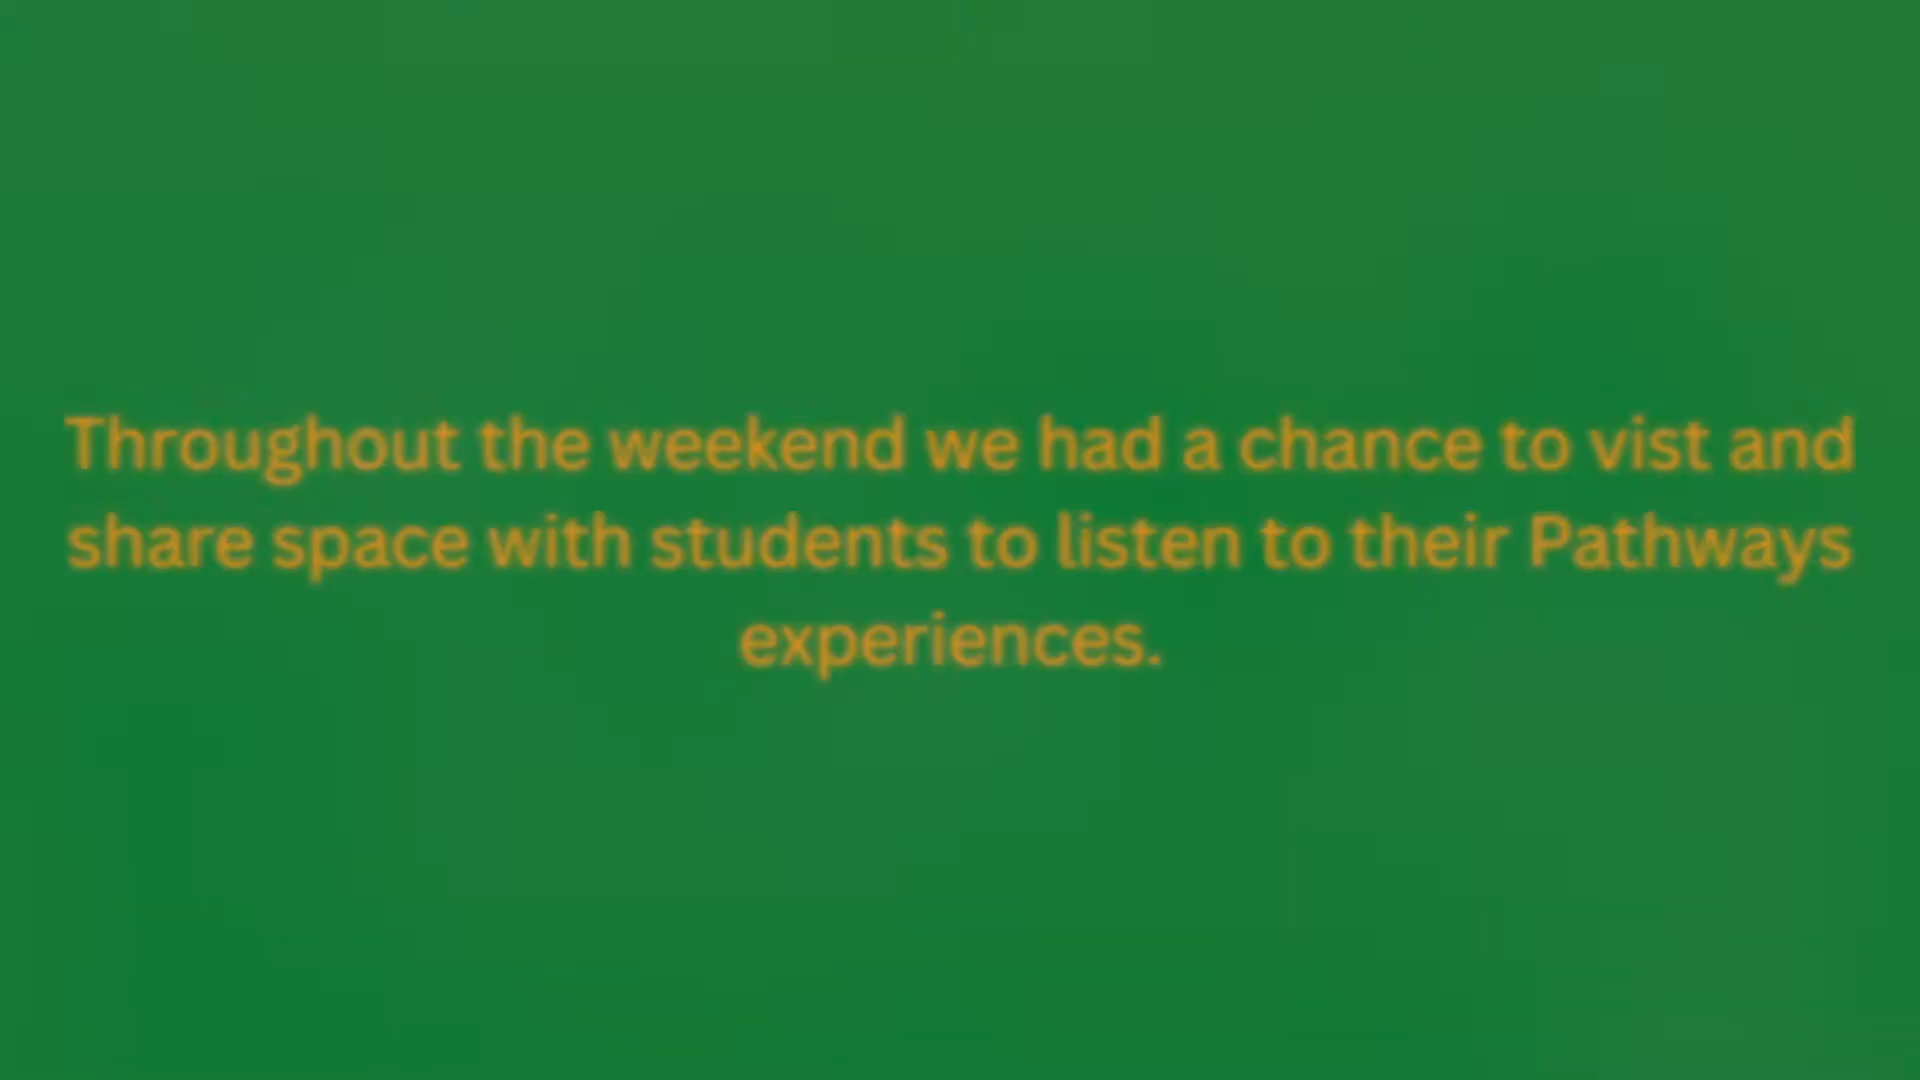 Throughout the weekend we had a chance to vist and
share space with students to listen to their Pathways
experiences.